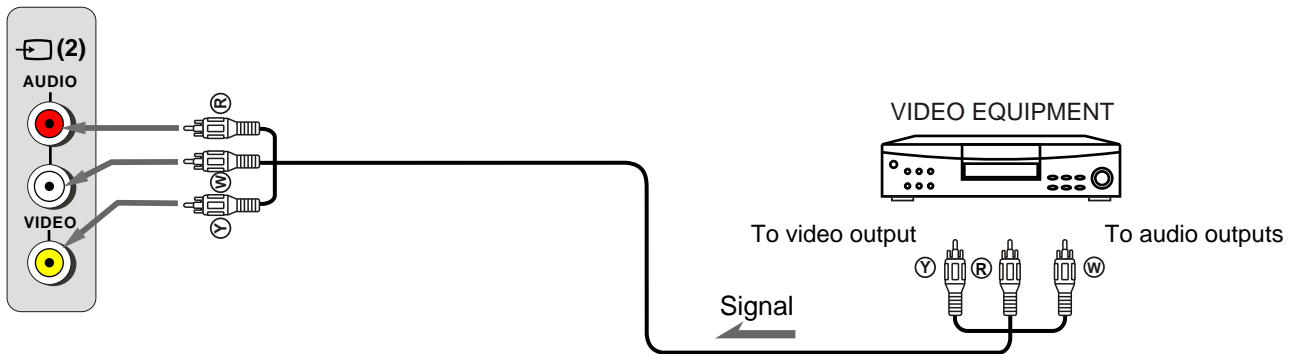 (2)
AUDIO
R
W
VIDEO
Y
VIDEO EQUIPMENT
To video output
To audio outputs
Y R W
Signal